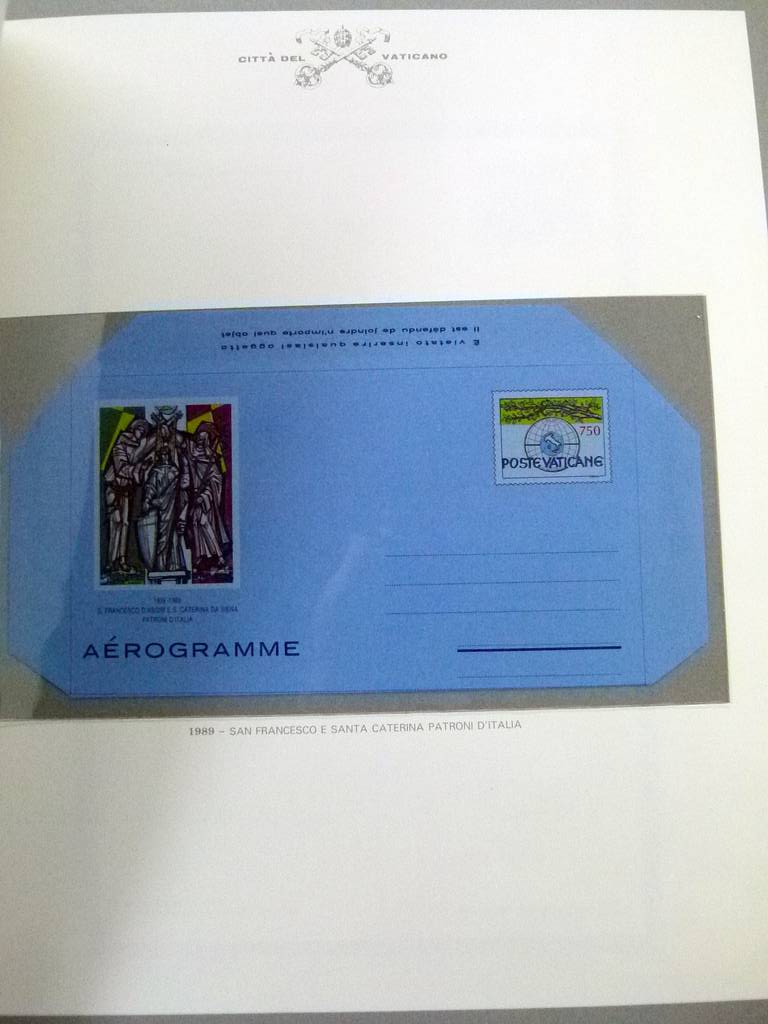 CITTÀ DEL VATICANO
Il est défendu de joindre n'importe quel objet
È vietato inserire qualsiasi oggetto
750
POSTE VATICANE
1939-1989
S. FRANCESCO D'ASSISI E S. CATERINA DA SIENA
PATRONI D'ITALIA
AÉROGRAMME
1989 – SAN FRANCESCO E SANTA CATERINA PATRONI D'ITALIA